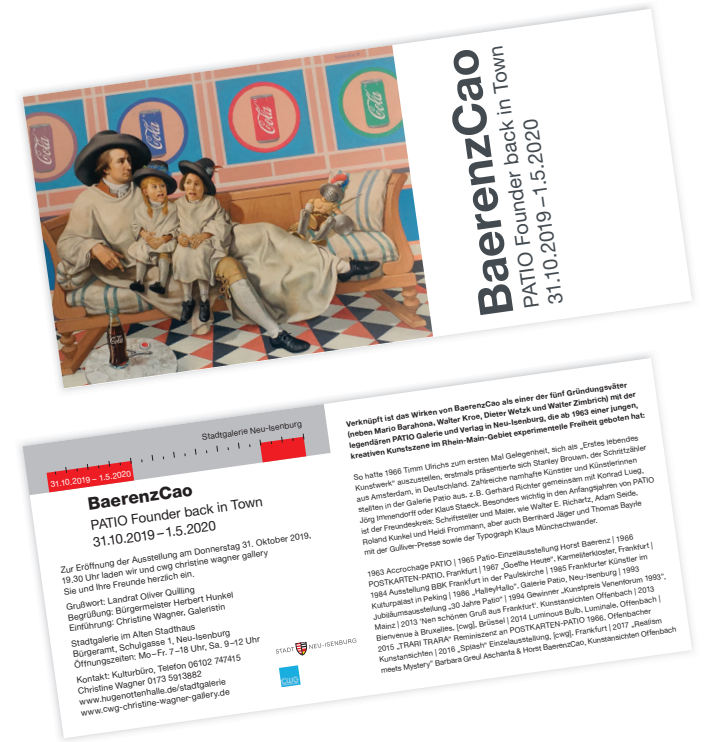 Cola
Cola
Cola
Cola
Cola
BaerenzCao
PATIO Founder back in Town
31.10.2019 – 1.5.2020
Stadtgalerie Neu-Isenburg
31.10.2019 – 1.5.2020
BaerenzCao
PATIO Founder back in Town
31.10.2019 – 1.5.2020
Zur Eröffnung der Ausstellung am Donnerstag 31. Oktober 2019,
19.30 Uhr laden wir und cwg christine wagner gallery
Sie und Ihre Freunde herzlich ein.
Grußwort: Landrat Oliver Quilling
Begrüßung: Bürgermeister Herbert Hunkel
Einführung: Christine Wagner, Galeristin
Stadtgalerie im Alten Stadthaus
Bürgeramt, Schulgasse 1, Neu-Isenburg
Öffnungszeiten: Mo – Fr. 7 – 18 Uhr, Sa. 9 – 12 Uhr
Kontakt: Kulturbüro, Telefon 06102 747415
Christine Wagner 0173 5913882
www.hugenottenhalle.de/stadtgalerie
www.cwg-christine-wagner-gallery.de
STADT NEU-ISENBURG
CWG
Verknüpft ist das Wirken von BaerenzCao als einer der fünf Gründungsväter
(neben Mario Barahona, Walter Kroe, Dieter Wetzk und Walter Zimbrich) mit der
legendären PATIO Galerie und Verlag in Neu-Isenburg, die ab 1963 einer jungen,
kreativen Kunstszene im Rhein-Main-Gebiet experimentelle Freiheit geboten hat:
So hatte 1966 Timm Ulrichs zum ersten Mal Gelegenheit, sich als „Erstes lebendes
Kunstwerk“ auszustellen, erstmals präsentierte sich Stanley Brouwn, der Schrittzähler
aus Amsterdam, in Deutschland. Zahlreiche namhafte Künstler und Künstlerinnen
stellten in der Galerie Patio aus, z.B. Gerhard Richter gemeinsam mit Konrad Lueg,
Jörg Immendorff oder Klaus Staeck. Besonders wichtig in den Anfangsjahren von PATIO
ist der Freundeskreis: Schriftsteller und Maler, wie Walter E. Richartz, Adam Seide,
Roland Kunkel und Heidi Frommann, aber auch Bernhard Jäger und Thomas Bayrle
mit der Gulliver-Presse sowie der Typograph Klaus Münchschwander.
1963 Accrochage PATIO | 1965 Patio-Einzelausstellung Horst Baerenz | 1966
POSTKARTEN-PATIO, Frankfurt | 1967 „Goethe Heute“, Karmeliterkloster, Frankfurt |
1984 Ausstellung BBK Frankfurt in der Paulskirche | 1985 Frankfurter Künstler im
Kulturpalast in Peking | 1986 „HalleyHallo“, Galerie Patio, Neu-Isenburg | 1993
Jubiläumsausstellung „30 Jahre Patio“ | 1994 Gewinner „Kunstpreis Venenforum 1993“,
Mainz | 2013 'Nen schönen Gruß aus Frankfurt'. Kunstansichten Offenbach | 2013
Bienvenue à Bruxelles, [cwg], Brüssel | 2014 Luminous Bulb. Luminale, Offenbach |
2015 „TRARI TRARA“ Reminiszenz an POSTKARTEN-PATIO 1966, Offenbacher
Kunstansichten | 2016 „Splash“ Einzelausstellung, [cwg], Frankfurt | 2017 „Realism
meets Mystery“ Barbara Greul Aschanta & Horst BaerenzCao, Kunstansichten Offenbach